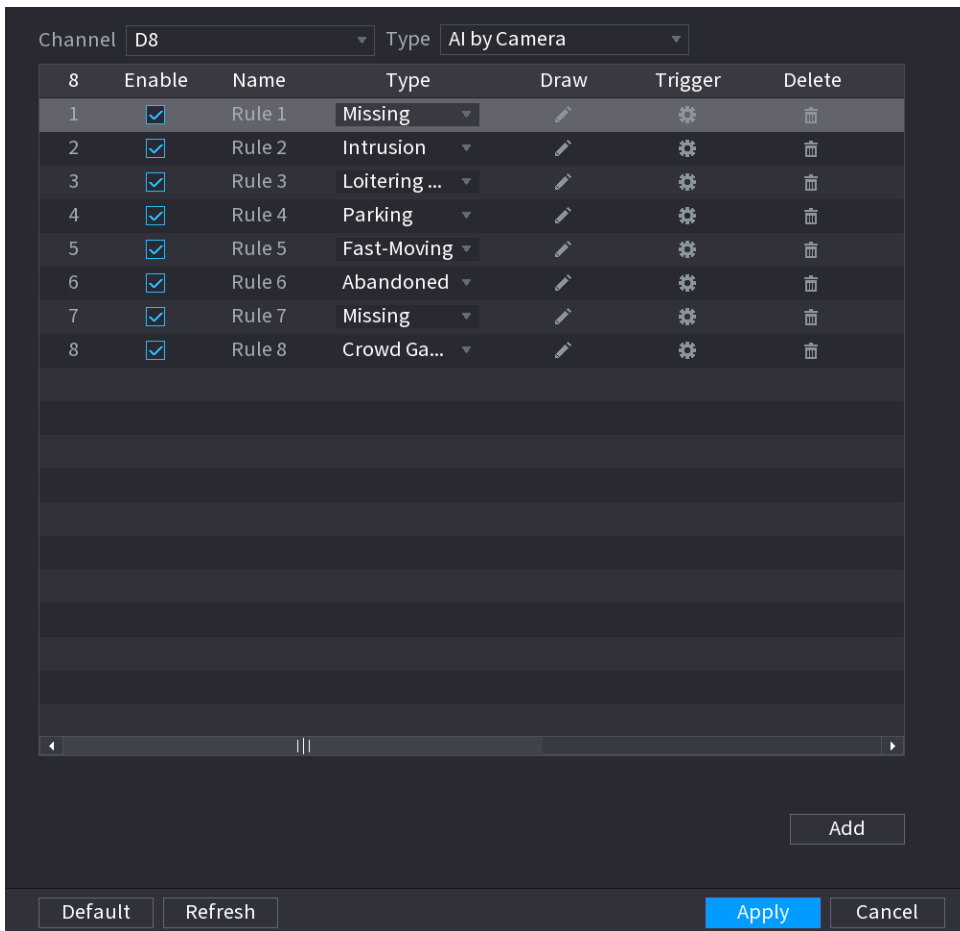 Channel D8 Type AI by Camera
8 Enable Name Type Draw Trigger Delete
1 Rule 1 Missing
2 Rule 2 Intrusion
3 Rule 3 Loitering ...
4 Rule 4 Parking
5 Rule 5 Fast-Moving
6 Rule 6 Abandoned
7 Rule 7 Missing
8 Rule 8 Crowd Ga...
Add
Default Refresh Apply Cancel